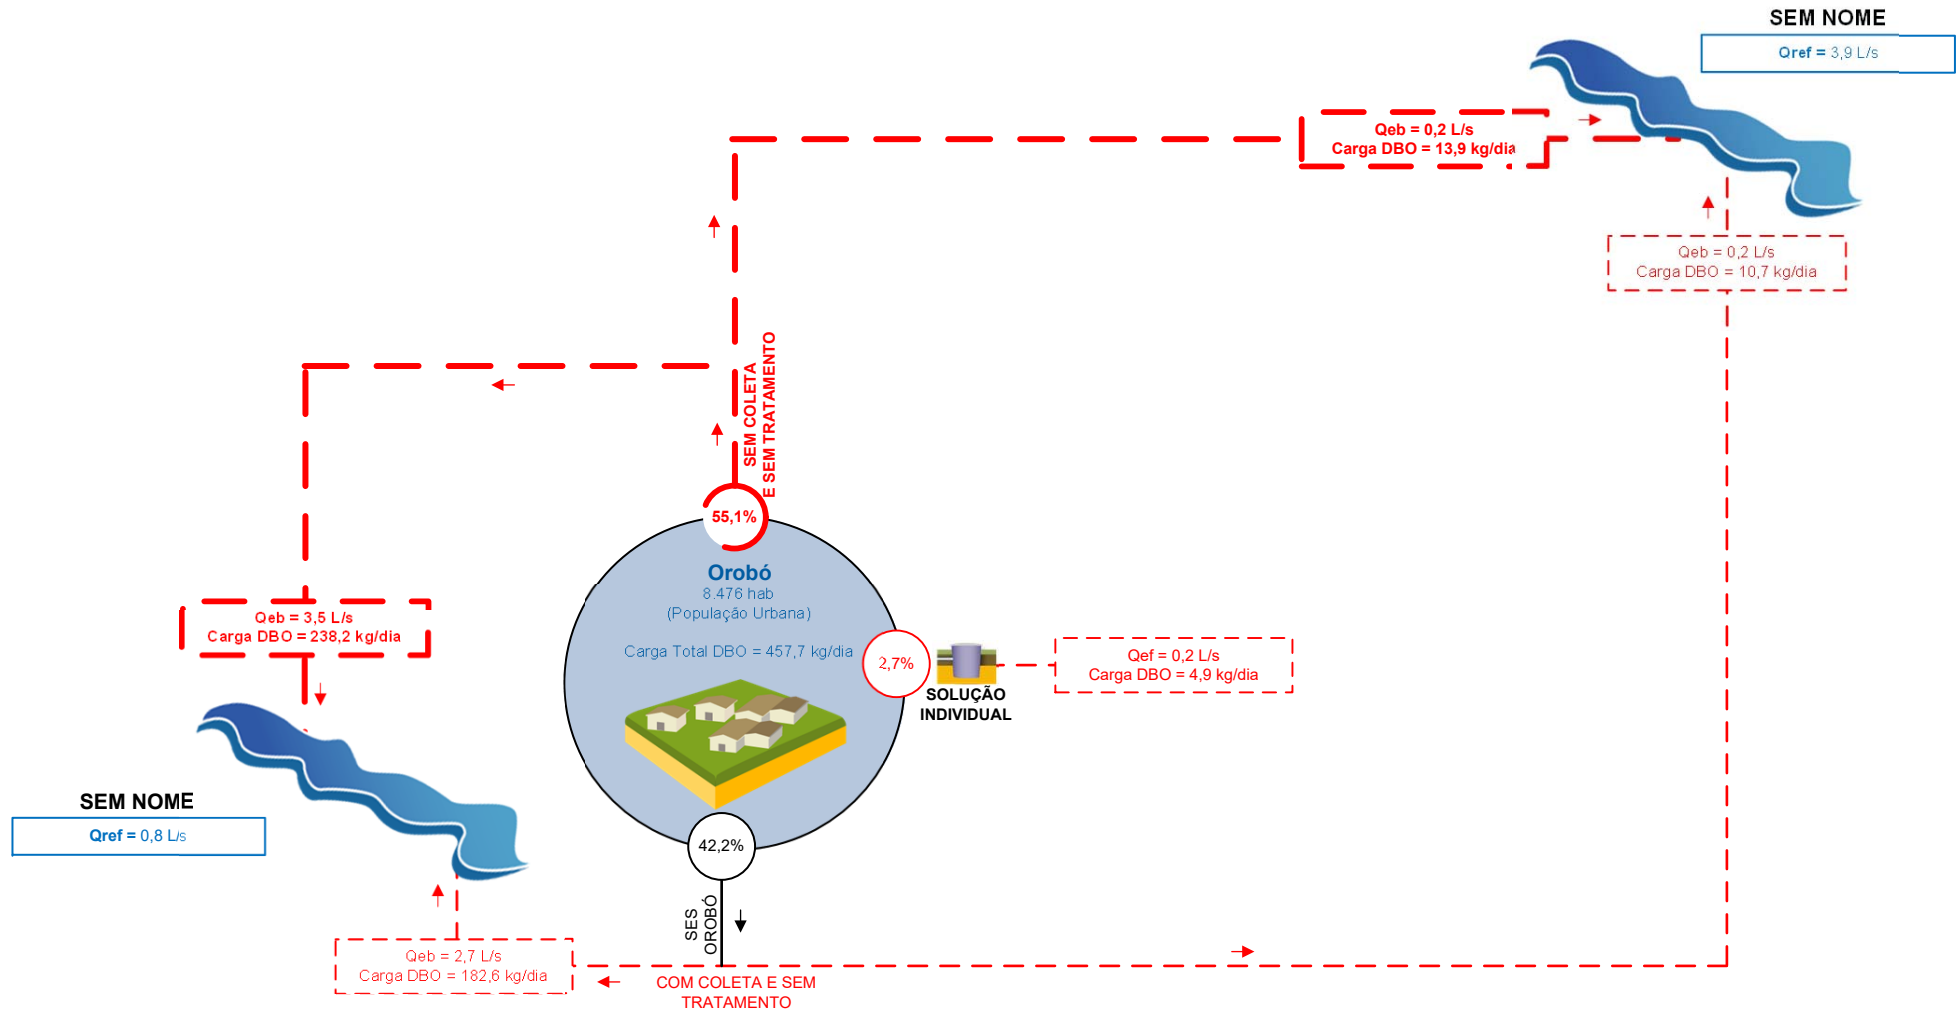 SEM NOME
Qref = 3,9 L/s
Qeb = 0,2 L/s
Carga DBO = 13,9 kg/dia
Qeb = 0,2 L/s
Carga DBO = 10,7 kg/dia
SEM COLETA
E SEM TRATAMENTO
55,1%
Orobó
8.476 hab
(População Urbana)
Carga Total DBO = 457,7 kg/dia
Qeb = 3,5 L/s
Carga DBO = 238,2 kg/dia
2,7%
SOLUÇÃO
INDIVIDUAL
Qef = 0,2 L/s
Carga DBO = 4,9 kg/dia
SEM NOME
Qref = 0,8 L/s
42,2%
SES
OROBÓ
Qeb = 2,7 L/s
Carga DBO = 182,6 kg/dia
COM COLETA E SEM
TRATAMENTO